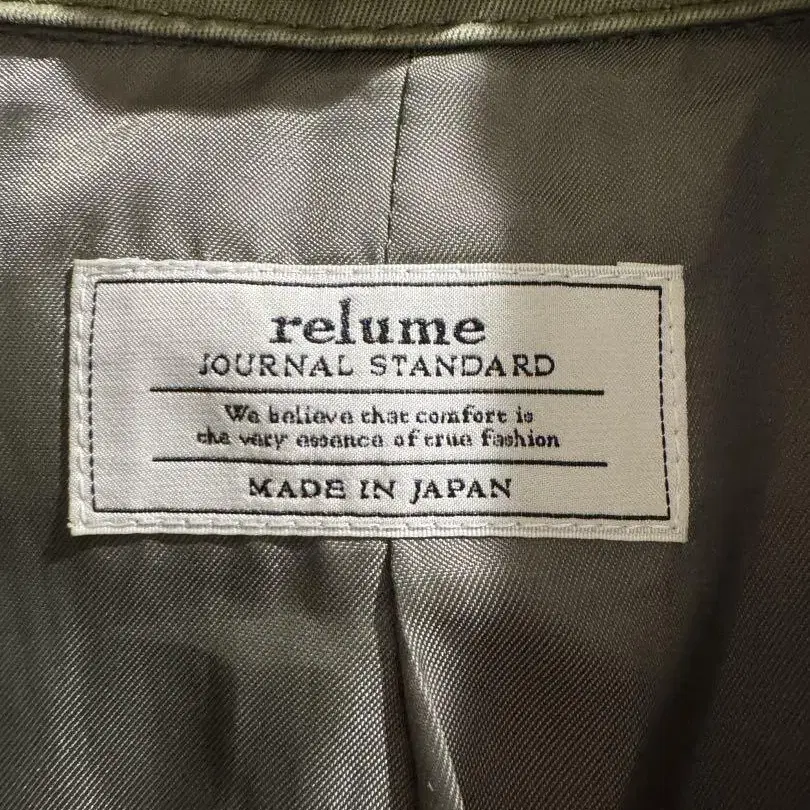 relume
JOURNAL STANDARD
We believe that comfort is
the very essence of true fashion
MADE IN JAPAN